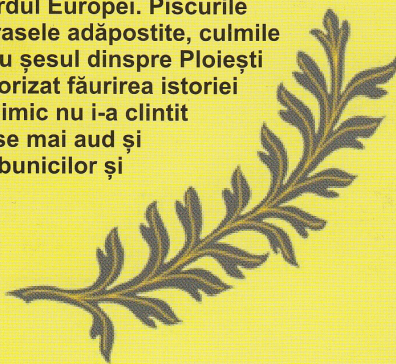 rdul Europei. Piscurile
rasele adăpostite, culmile
u șesul dinspre Ploiești
orizat făurirea istoriei
imic nu i-a clintit
se mai aud și
bunicilor și